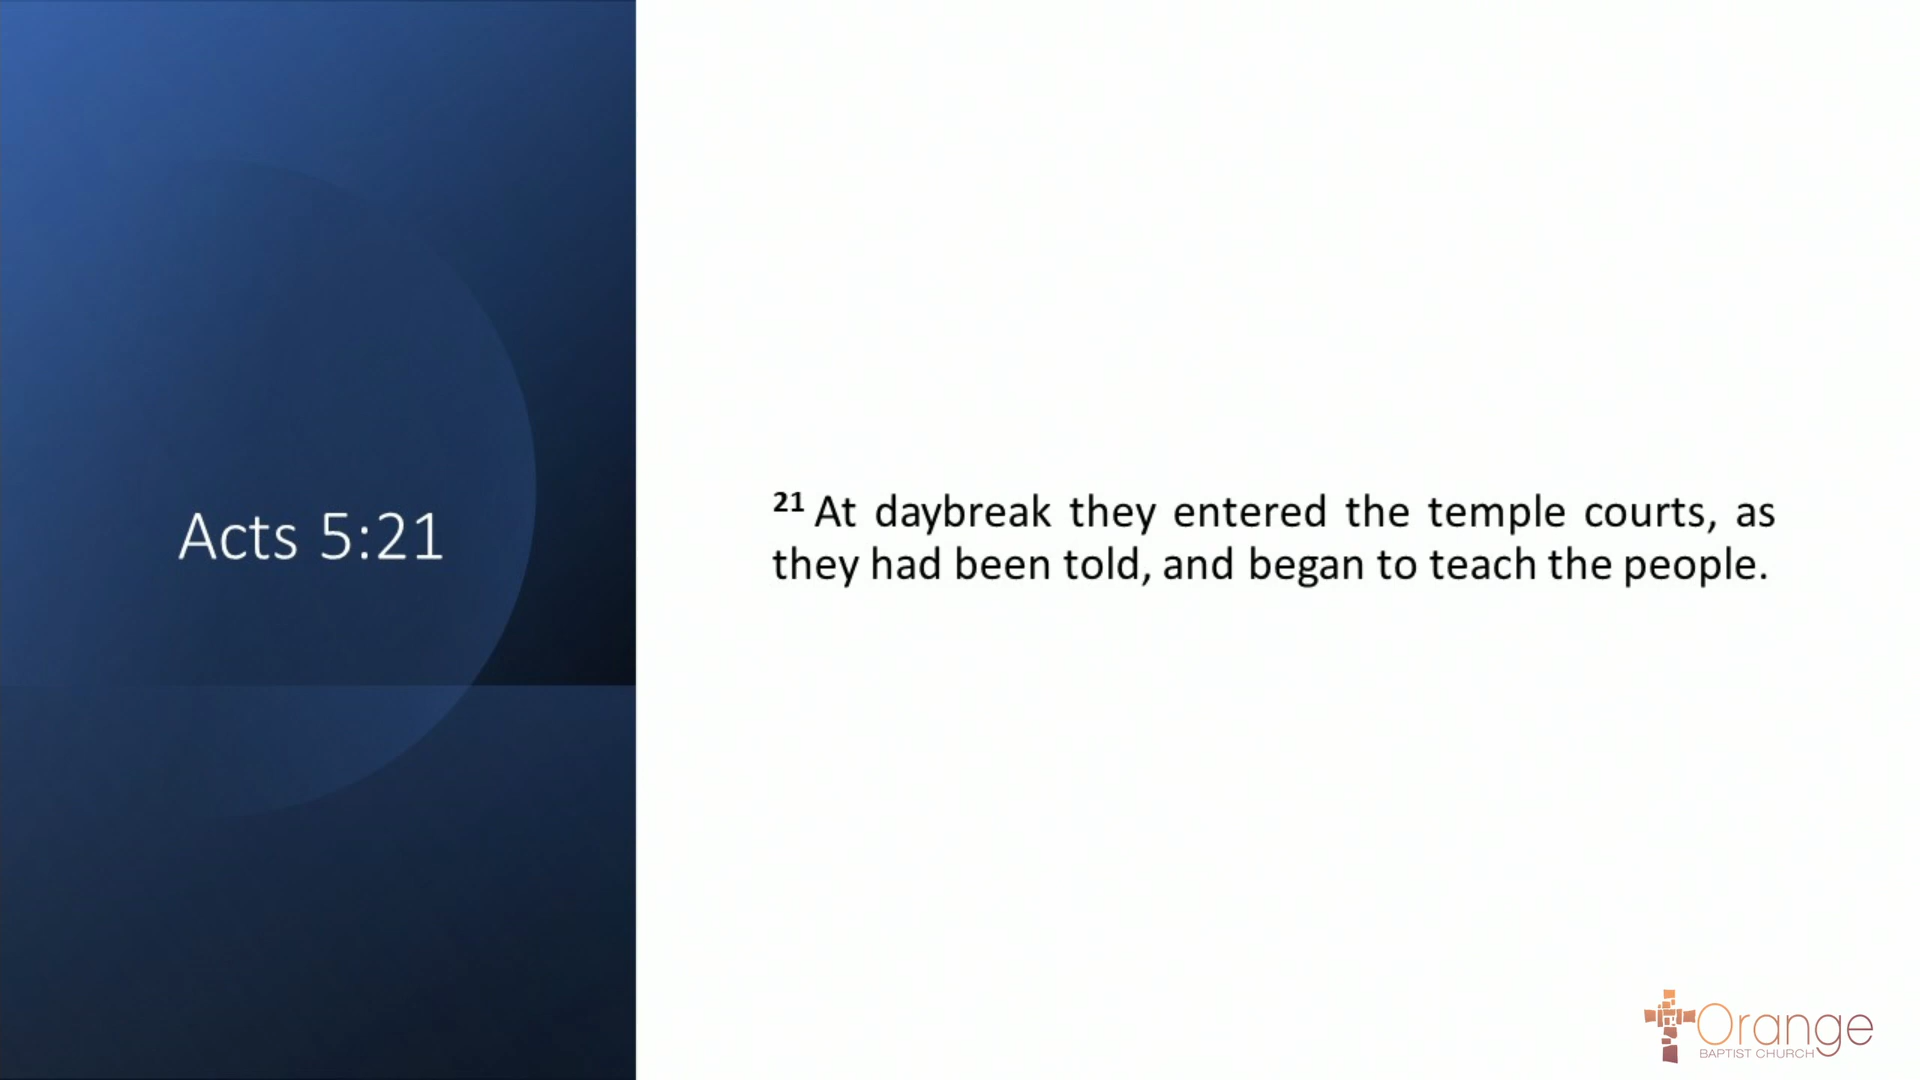 Acts 5:21
21 At daybreak they entered the temple courts, as
they had been told, and began to teach the people.
Orange
BAPTIST CHURCH